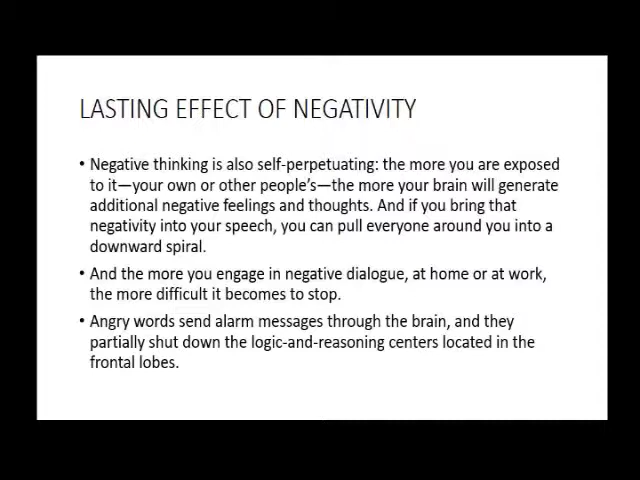 LASTING EFFECT OF NEGATIVITY
• Negative thinking is also self-perpetuating: the more you are exposed
to it—your own or other people's—the more your brain will generate
additional negative feelings and thoughts. And if you bring that
negativity into your speech, you can pull everyone around you into a
downward spiral.
• And the more you engage in negative dialogue, at home or at work,
the more difficult it becomes to stop.
• Angry words send alarm messages through the brain, and they
partially shut down the logic-and-reasoning centers located in the
frontal lobes.